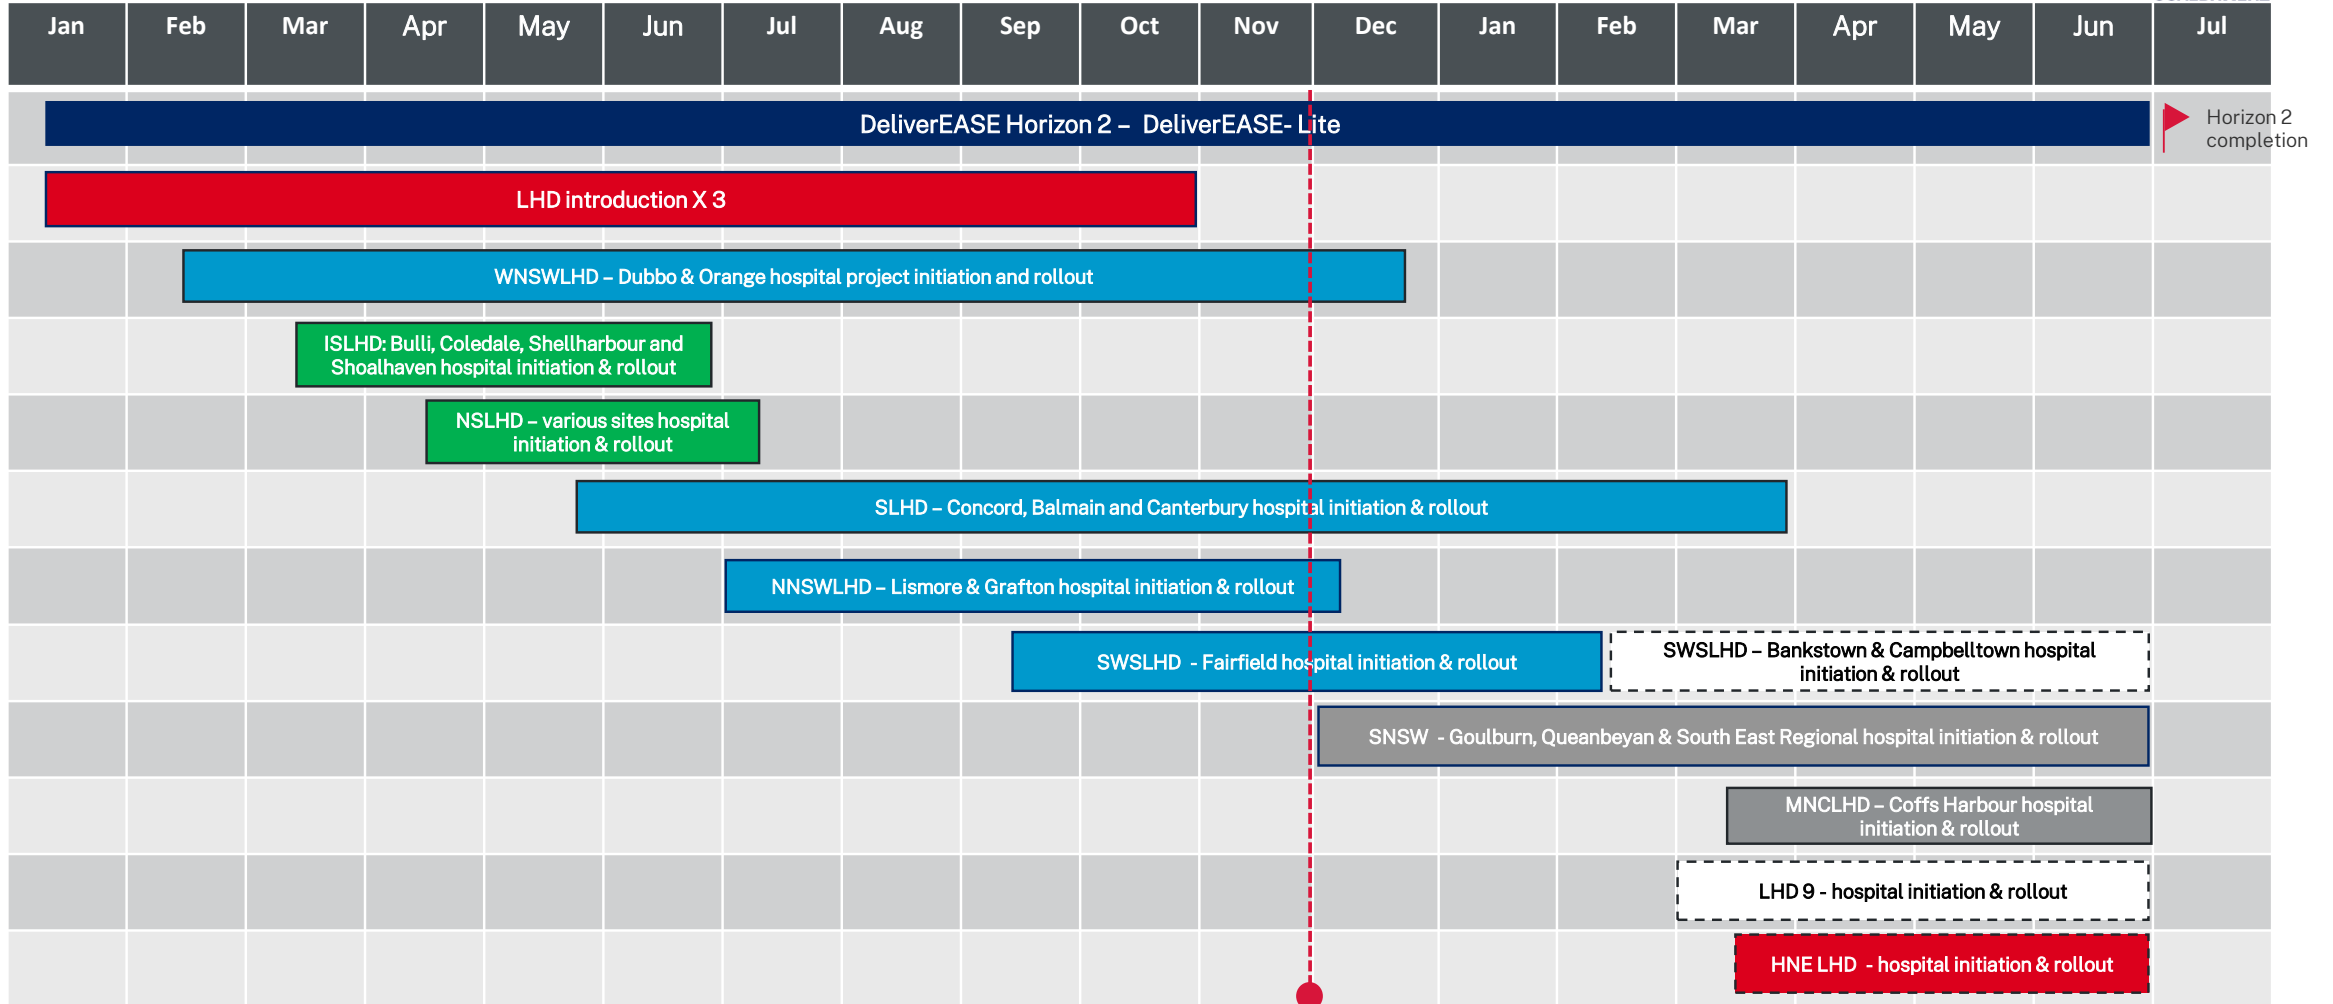 Jan Feb Mar Apr May Jun Jul Aug Sep Oct Nov Dec Jan Feb Mar Apr May Jun Jul
DeliverEASE Horizon 2 – DeliverEASE- Lite
Horizon 2
completion
LHD introduction X 3
WNSWLHD – Dubbo & Orange hospital project initiation and rollout
ISLHD: Bulli, Coledale, Shellharbour and
Shoalhaven hospital initiation & rollout
NSLHD – various sites hospital
initiation & rollout
SLHD – Concord, Balmain and Canterbury hospital initiation & rollout
NNSWLHD – Lismore & Grafton hospital initiation & rollout
SWSLHD - Fairfield hospital initiation & rollout
SWSLHD – Bankstown & Campbelltown hospital
initiation & rollout
SNSW - Goulburn, Queanbeyan & South East Regional hospital initiation & rollout
MNCLHD – Coffs Harbour hospital
initiation & rollout
LHD 9 - hospital initiation & rollout
HNE LHD - hospital initiation & rollout